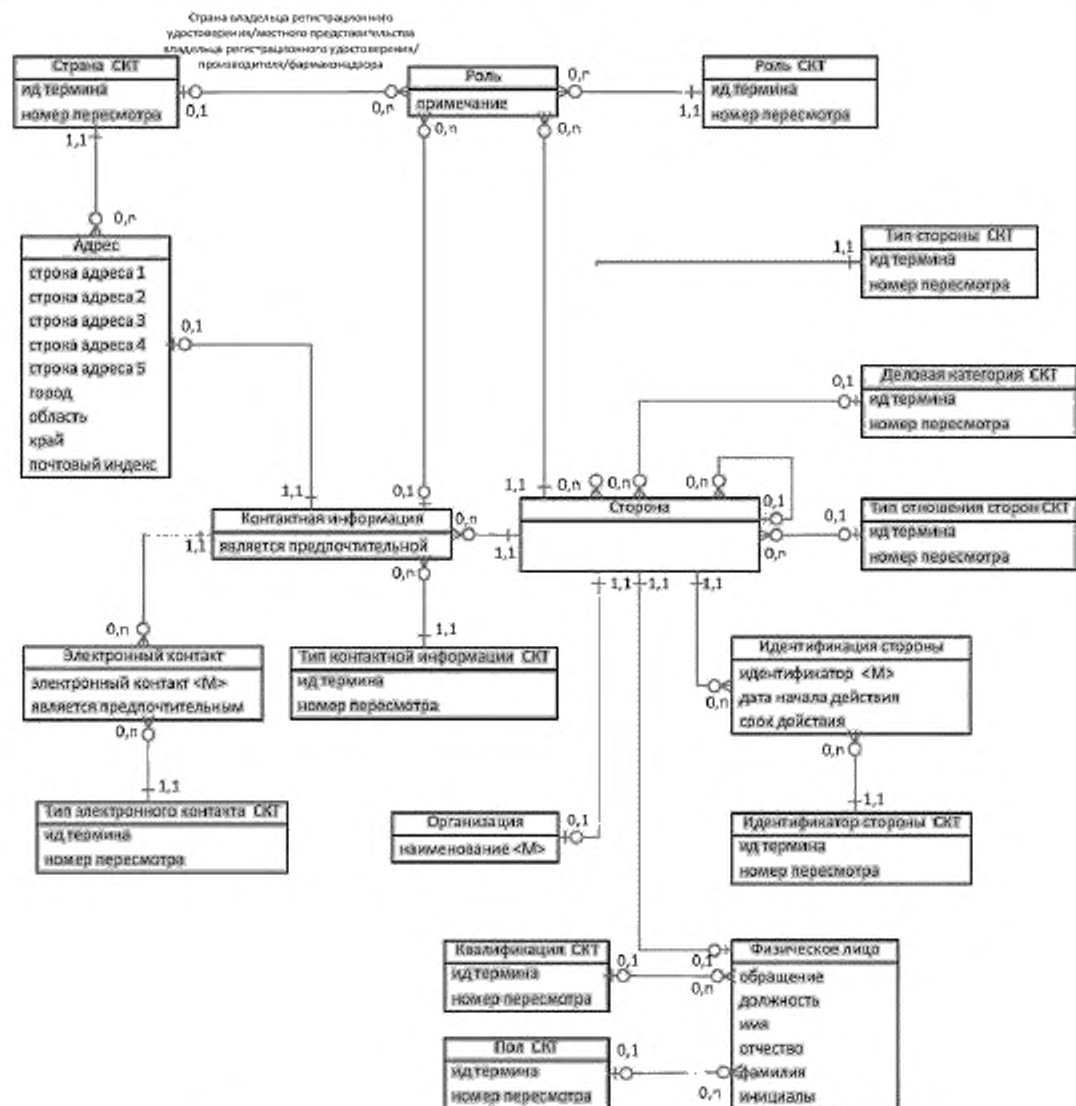 Страна владельца регистрационного
удостоверения/местного представительства
владельца регистрационного удостоверения/
производителя/фармаконадзора
Страна СКТ
ид термина
номер пересмотра
0,1
0,n
Роль
примечание
0,n
1,1
Роль СКТ
ид термина
номер пересмотра
1,1
0,n
0,n
0,n
Адрес
строка адреса 1
строка адреса 2
строка адреса 3
строка адреса 4
строка адреса 5
город
область
край
почтовый индекс
0,1
1,1
Тип стороны СКТ
ид термина
номер пересмотра
0,1
Деловая категория СКТ
ид термина
номер пересмотра
1,1
0,1
1,1
0,n
0,n
0,n
0,1
Контактная информация
является предпочтительной
1,1
0,n
1,1
Сторона
0,n
0,1
Тип отношения сторон СКТ
ид термина
номер пересмотра
0,n
0,n
1,1
1,1
1,1
1,1
Электронный контакт
электронный контакт <М>
является предпочтительным
Тип контактной информации СКТ
ид термина
номер пересмотра
0,n
Идентификация стороны
идентификатор <М>
дата начала действия
срок действия
0,n
1,1
0,n
1,1
Тип электронного контакта СКТ
ид термина
номер пересмотра
Организация
наименование <М>
0,1
Идентификатор стороны СКТ
ид термина
номер пересмотра
Квалификация СКТ
ид термина
номер пересмотра
0,1
0,1
0,n
Физическое лицо
обращение
должность
имя
отчество
фамилия
инициалы
Пол СКТ
ид термина
номер пересмотра
0,1
0,n